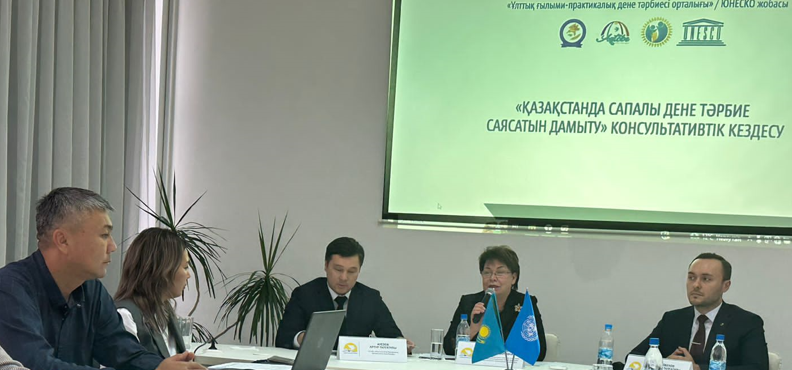 «Ұлттық ғылыми-практикалық дене тәрбиесі орталығы» / ЮНЕСКО жобасы
UNESCO
«ҚАЗАҚСТАНДА САПАЛЫ ДЕНЕ ТӘРБИЕ
САЯСАТЫН ДАМЫТУ» КОНСУЛЬТАТИВТІК КЕЗДЕСУ